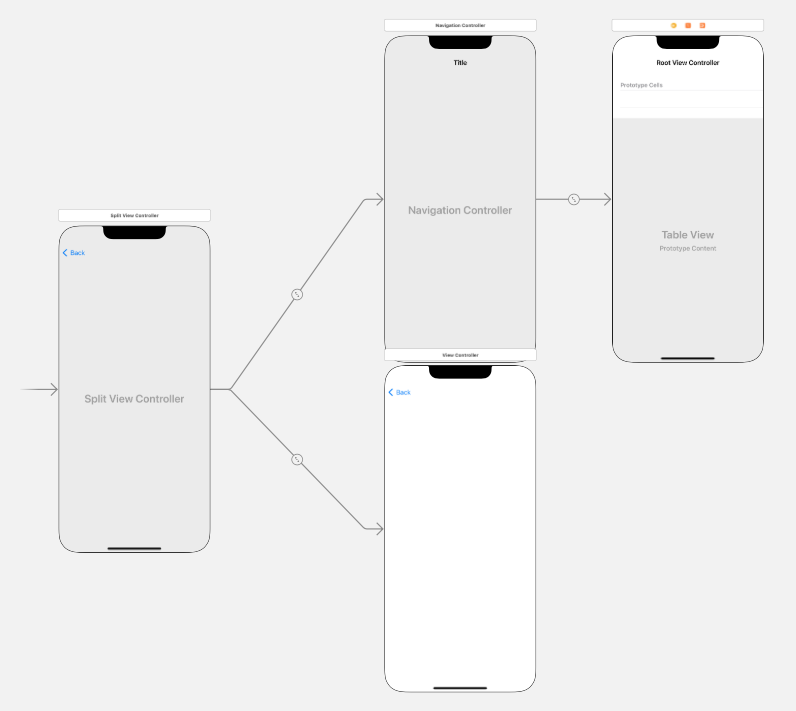 Navigation Controller
Title
Navigation Controller
Root View Controller
Prototype Cells
Table View
Prototype Content
Split View Controller
Back
Split View Controller
View Controller
Back